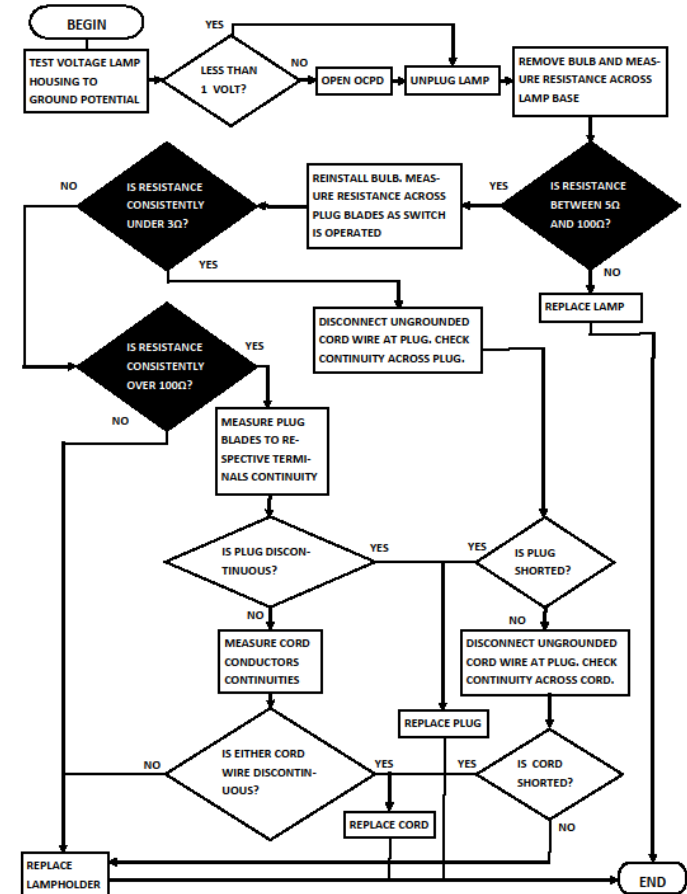 BEGIN
TEST VOLTAGE LAMP
HOUSING TO
GROUND POTENTIAL
YES
LESS THAN
1 VOLT?
NO
OPEN OCPD
UNPLUG LAMP
REMOVE BULB AND MEAS-
URE RESISTANCE ACROSS
LAMP BASE
IS RESISTANCE
BETWEEN 5Ω
AND 100Ω?
YES
NO
REPLACE LAMP
REINSTALL BULB. MEAS-
URE RESISTANCE ACROSS
PLUG BLADES AS SWITCH
IS OPERATED
NO
IS RESISTANCE
CONSISTENTLY
UNDER 3Ω?
YES
DISCONNECT UNGROUNDED
CORD WIRE AT PLUG. CHECK
CONTINUITY ACROSS PLUG.
IS RESISTANCE
CONSISTENTLY
OVER 100Ω?
YES
NO
MEASURE PLUG
BLADES TO RE-
SPECTIVE TERMI-
NALS CONTINUITY
IS PLUG DISCON-
TINUOUS?
YES
NO
YES
IS PLUG
SHORTED?
NO
MEASURE CORD
CONDUCTORS
CONTINUITIES
DISCONNECT UNGROUNDED
CORD WIRE AT PLUG. CHECK
CONTINUITY ACROSS CORD.
REPLACE PLUG
NO
IS EITHER CORD
WIRE DISCONTIN-
UOUS?
YES
YES
IS CORD
SHORTED?
NO
REPLACE CORD
REPLACE
LAMPHOLDER
END